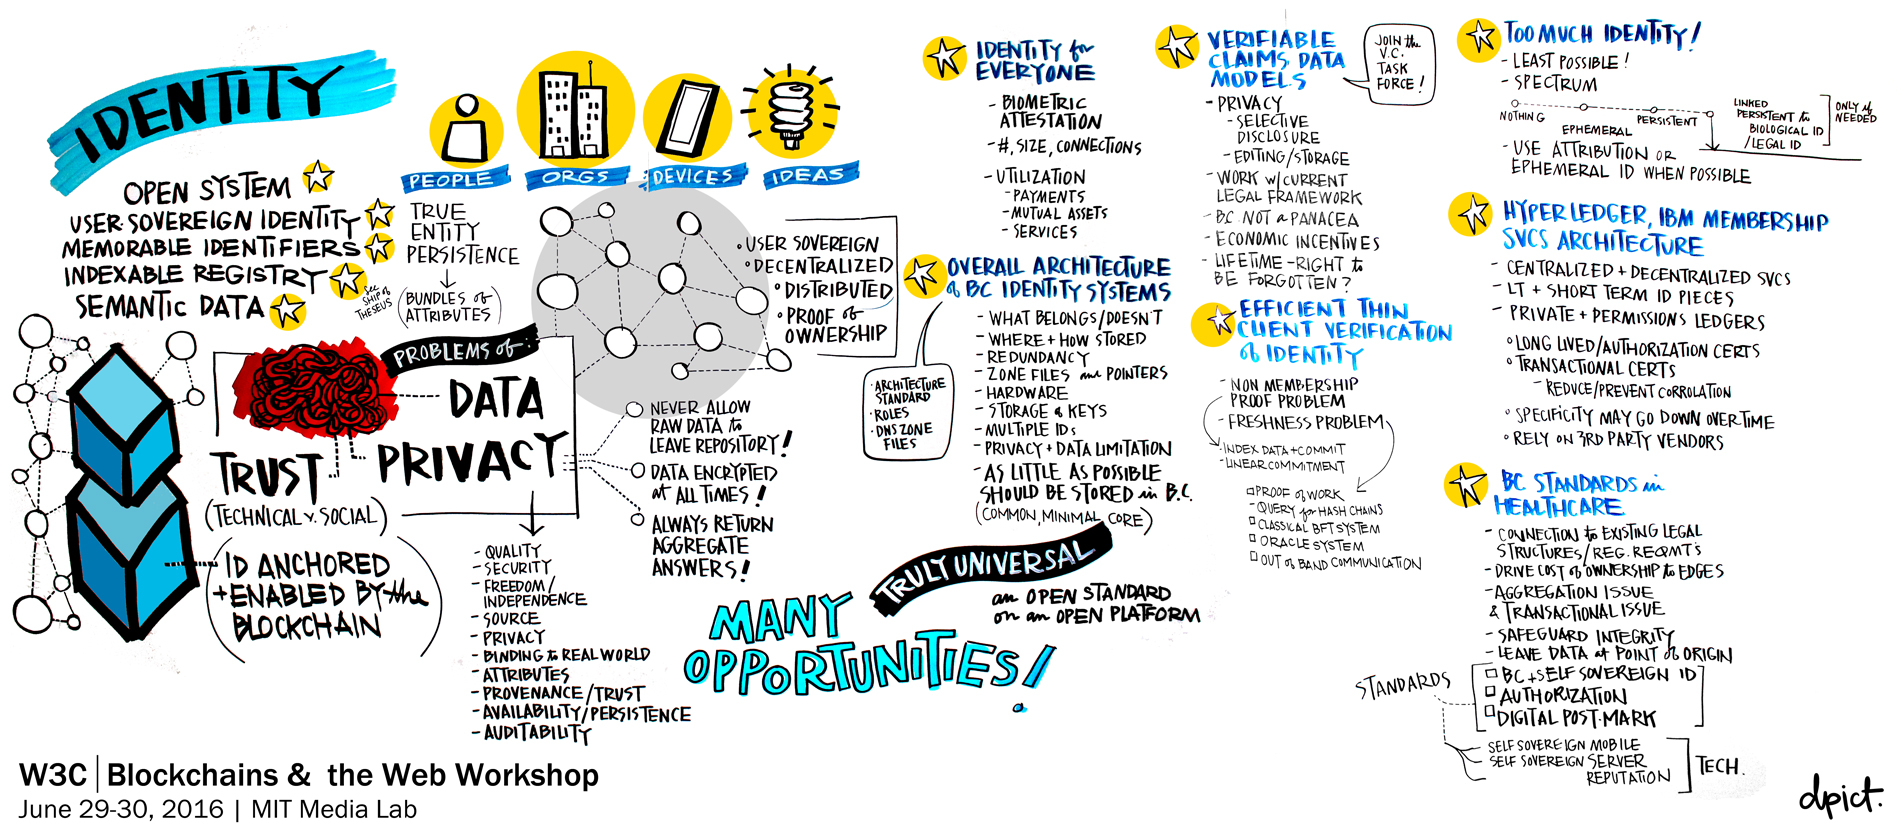 IDENTITY
OPEN SYSTEM
USER-SOVEREIGN IDENTITY
MEMORABLE IDENTIFIERS
INDEXABLE REGISTRY
SEMANTIC DATA
See
SHIP of
THESEUS
PEOPLE
ORGS
DEVICES
IDEAS
TRUE
ENTITY
PERSISTENCE
(BUNDLES of
ATTRIBUTES)
• USER SOVEREIGN
• DECENTRALIZED
• DISTRIBUTED
• PROOF of
OWNERSHIP
PROBLEMS of:
DATA
PRIVACY
TRUST
(TECHNICAL v. SOCIAL)
ID ANCHORED
+ ENABLED BY the
BLOCKCHAIN
NEVER ALLOW
RAW DATA to
LEAVE REPOSITORY!
DATA ENCRYPTED
at ALL TIMES!
ALWAYS RETURN
AGGREGATE
ANSWERS!
- QUALITY
- SECURITY
- FREEDOM/
INDEPENDENCE
- SOURCE
- PRIVACY
- BINDING to REAL WORLD
- ATTRIBUTES
- PROVENANCE/TRUST
- AVAILABILITY/PERSISTENCE
- AUDITABILITY
MANY
OPPORTUNITIES!
TRULY UNIVERSAL
an OPEN STANDARD
on an OPEN PLATFORM
IDENTITY for
EVERYONE
- BIOMETRIC
ATTESTATION
- #, SIZE, CONNECTIONS
- UTILIZATION
- PAYMENTS
- MUTUAL ASSETS
- SERVICES
OVERALL ARCHITECTURE
of BC IDENTITY SYSTEMS
- WHAT BELONGS/DOESN'T
- WHERE + HOW STORED
- REDUNDANCY
- ZONE FILES and POINTERS
- HARDWARE
- STORAGE of KEYS
- MULTIPLE IDs
- PRIVACY + DATA LIMITATION
- AS LITTLE AS POSSIBLE
SHOULD BE STORED in B.C.
(COMMON, MINIMAL CORE)
• ARCHITECTURE
STANDARD
• ROLES
• DNS ZONE
FILES
VERIFIABLE
CLAIMS DATA
MODELS
JOIN the
V.C.
TASK
FORCE!
- PRIVACY
- SELECTIVE
DISCLOSURE
- EDITING/STORAGE
- WORK w/CURRENT
LEGAL FRAMEWORK
- B.C. NOT a PANACEA
- ECONOMIC INCENTIVES
- LIFETIME - RIGHT to
BE FORGOTTEN?
EFFICIENT THIN
CLIENT VERIFICATION
of IDENTITY
- NON MEMBERSHIP
PROOF PROBLEM
- FRESHNESS PROBLEM
- INDEX DATA + COMMIT
- LINEAR COMMITMENT
PROOF of WORK
QUERY for HASH CHAINS
CLASSICAL BFT SYSTEM
ORACLE SYSTEM
OUT of BAND COMMUNICATION
TOO MUCH IDENTITY!
- LEAST POSSIBLE!
- SPECTRUM
NOTHING
EPHEMERAL
PERSISTENT
LINKED
PERSISTENT to
BIOLOGICAL ID
/LEGAL ID
ONLY if
NEEDED
- USE ATTRIBUTION OR
EPHEMERAL ID WHEN POSSIBLE
HYPERLEDGER, IBM MEMBERSHIP
SVCS ARCHITECTURE
- CENTRALIZED + DECENTRALIZED SVCS
- LT + SHORT TERM ID PIECES
- PRIVATE + PERMISSIONS LEDGERS
° LONG LIVED/AUTHORIZATION CERTS
° TRANSACTIONAL CERTS
- REDUCE/PREVENT CORROLATION
° SPECIFICITY MAY GO DOWN OVER TIME
° RELY ON 3RD PARTY VENDORS
BC STANDARDS in
HEALTHCARE
- CONNECTION to EXISTING LEGAL
STRUCTURES/REG. REQMT'S
- DRIVE COST of OWNERSHIP to EDGES
- AGGREGATION ISSUE
& TRANSACTIONAL ISSUE
- SAFEGUARD INTEGRITY
- LEAVE DATA at POINT of ORIGIN
STANDARDS
BC + SELF SOVEREIGN ID
AUTHORIZATION
DIGITAL POST-MARK
SELF SOVEREIGN MOBILE
SELF SOVEREIGN SERVER
REPUTATION
TECH.
W3C | Blockchains & the Web Workshop
June 29-30, 2016 | MIT Media Lab
dpict.